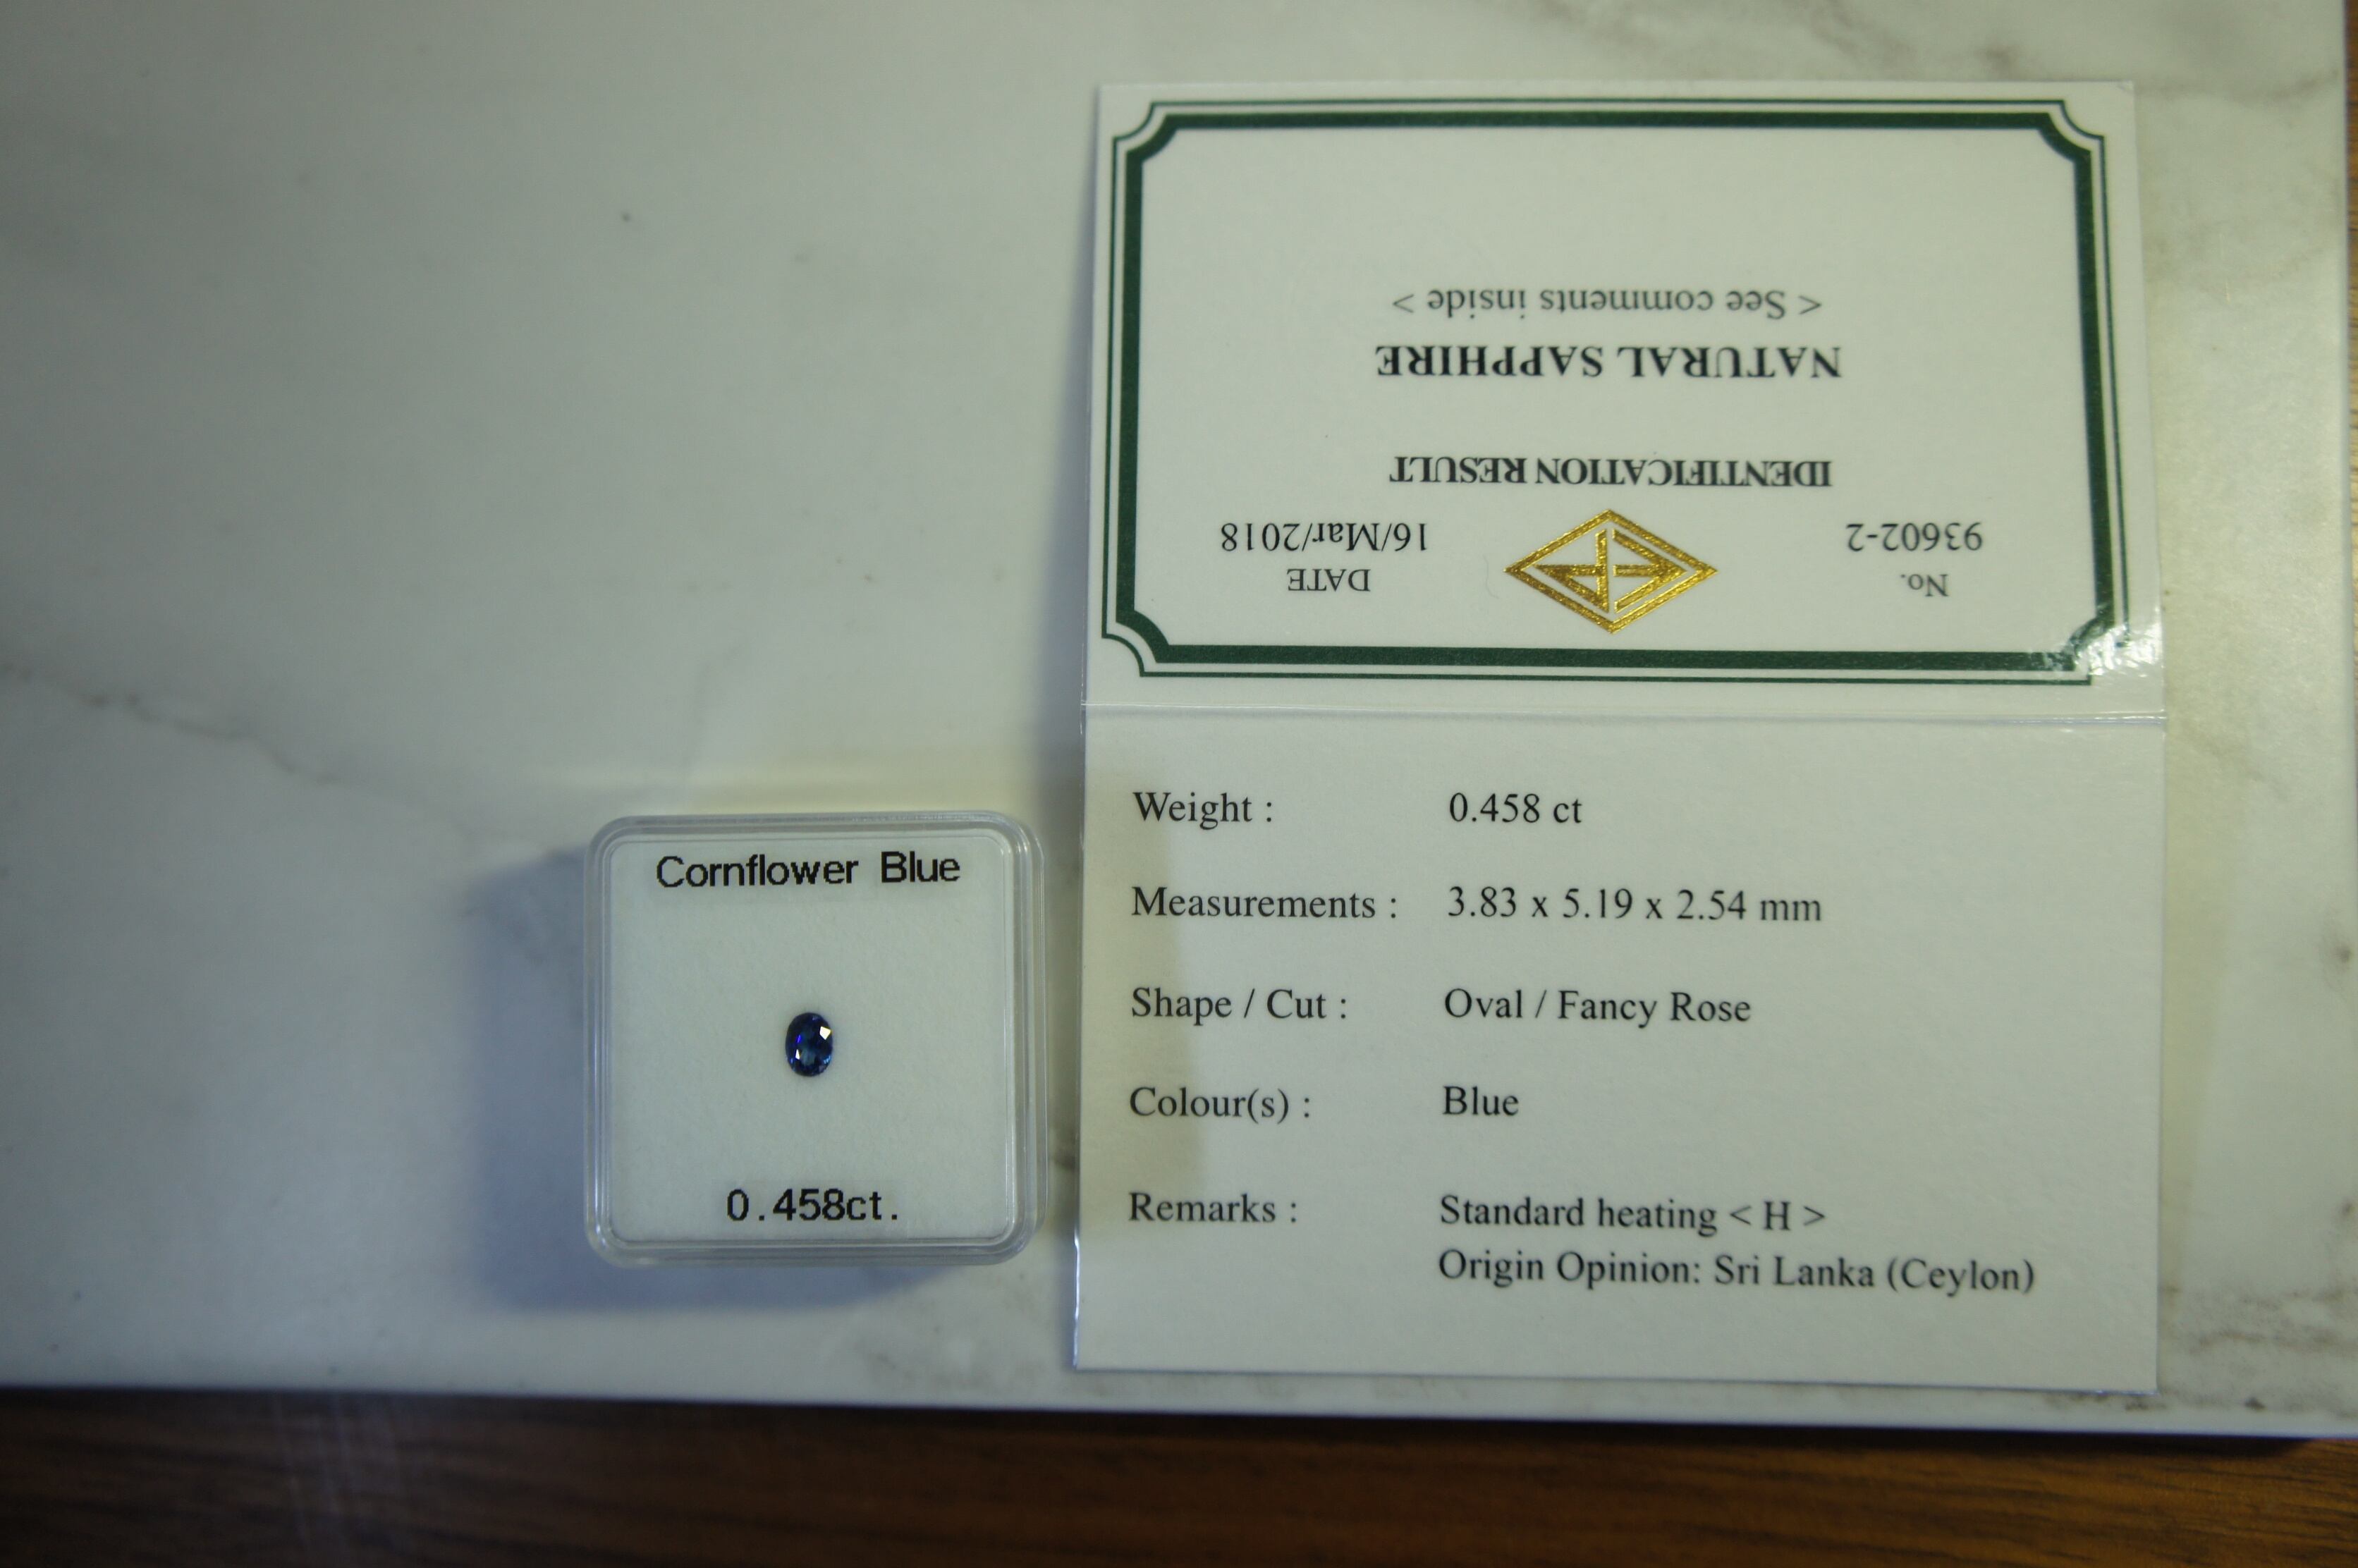 Cornflower Blue
0.458ct.
No.
93602-2
DATE
16/Mar/2018
IDENTIFICATION RESULT
NATURAL SAPPHIRE
< See comments inside >
Weight : 0.458 ct
Measurements : 3.83 x 5.19 x 2.54 mm
Shape / Cut : Oval / Fancy Rose
Colour(s) : Blue
Remarks : Standard heating < H >
Origin Opinion: Sri Lanka (Ceylon)